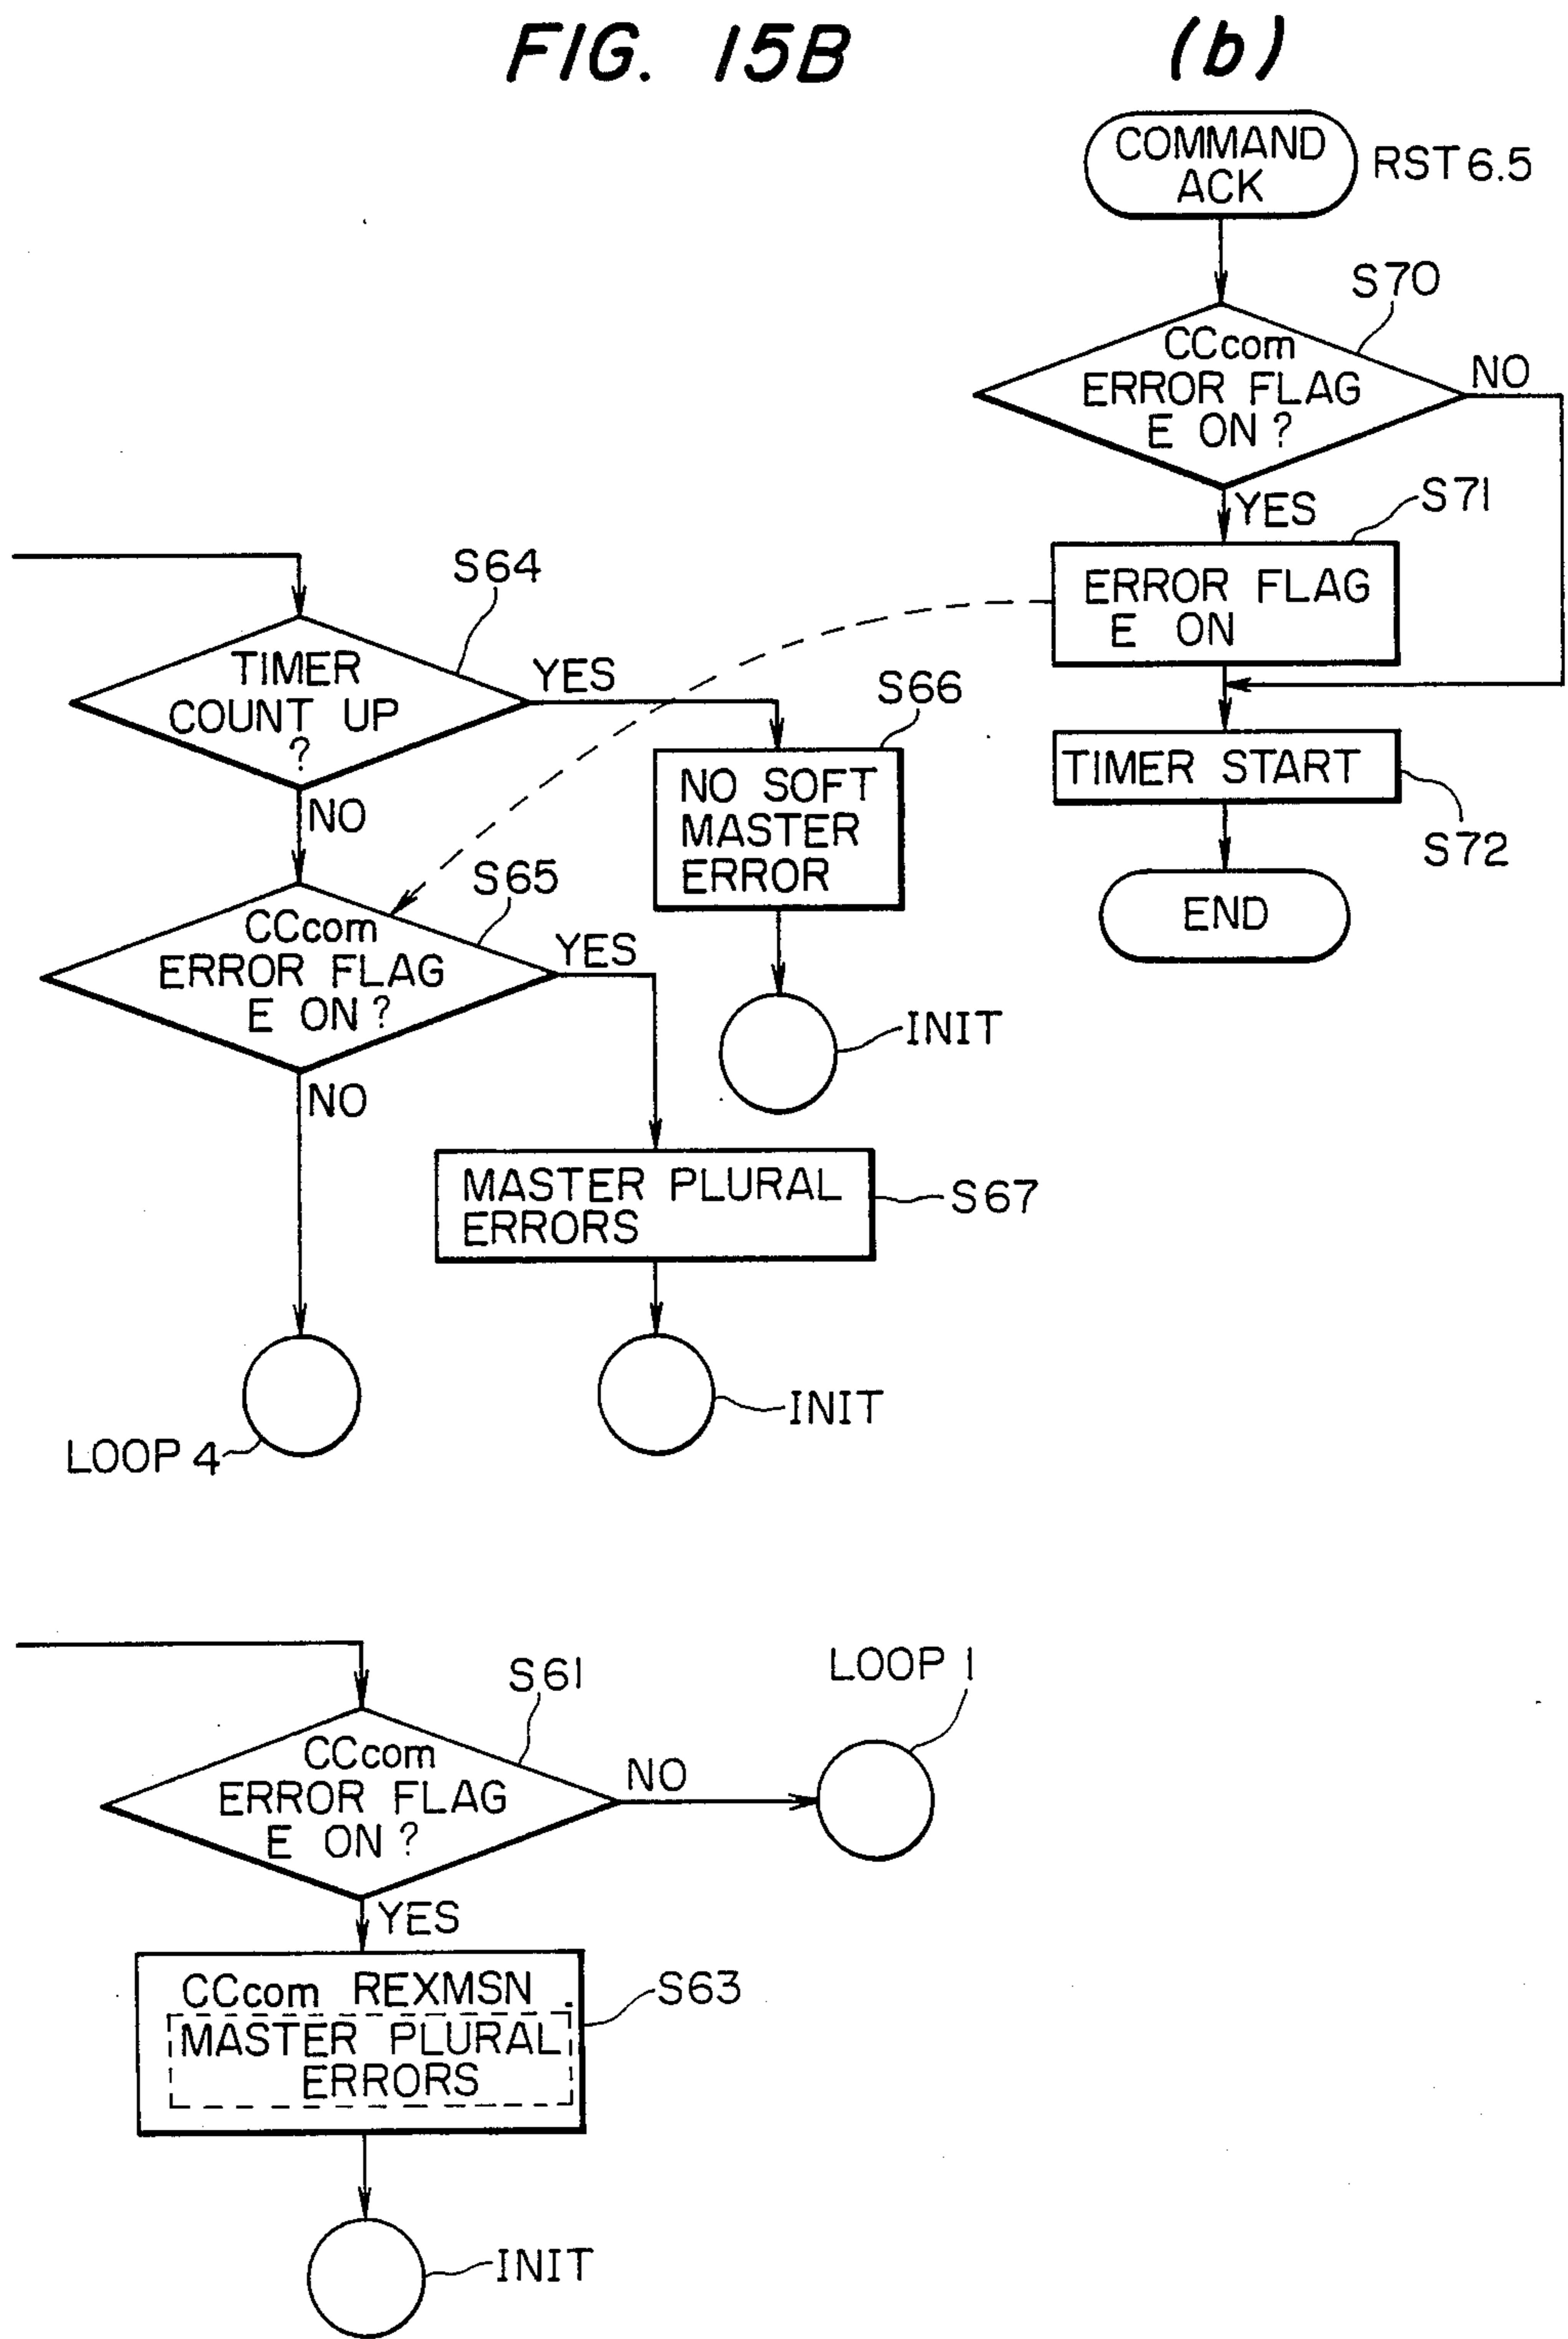 FIG. 15B
(b)
COMMAND
ACK
RST 6.5
S70
CCcom
ERROR FLAG
E ON ?
NO
YES
S71
ERROR FLAG
E ON
TIMER START
S72
END
S64
TIMER
COUNT UP
?
YES
NO
S66
NO SOFT
MASTER
ERROR
INIT
S65
CCcom
ERROR FLAG
E ON ?
YES
NO
MASTER PLURAL
ERRORS
S67
INIT
LOOP 4
S61
CCcom
ERROR FLAG
E ON ?
NO
LOOP 1
YES
CCcom REXMSN
MASTER PLURAL
ERRORS
S63
INIT